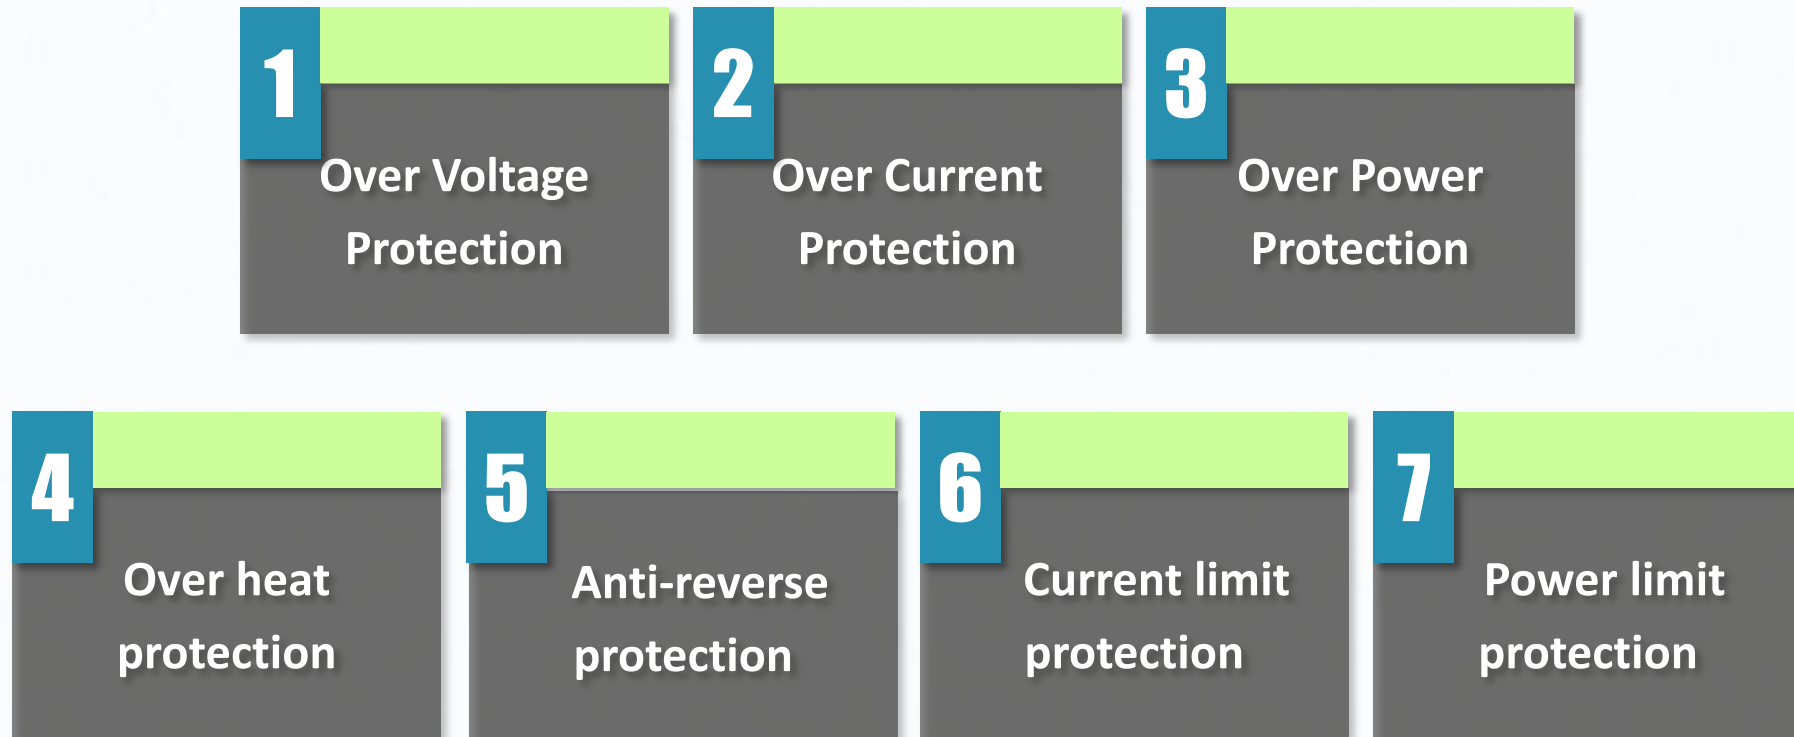 1
Over Voltage
Protection
2
Over Current
Protection
3
Over Power
Protection
4
Over heat
protection
5
Anti-reverse
protection
6
Current limit
protection
7
Power limit
protection